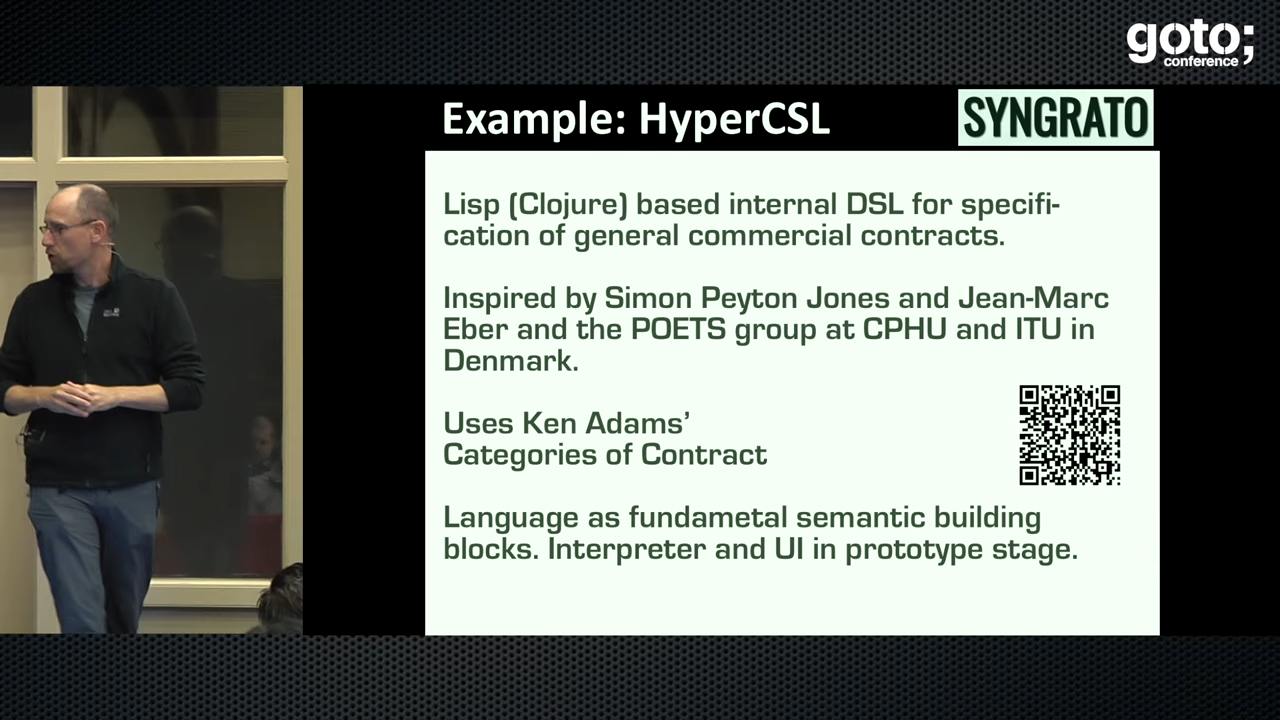 goto;
conference
Example: HyperCSL
SYNGRATO
Lisp (Clojure) based internal DSL for specifi-
cation of general commercial contracts.
Inspired by Simon Peyton Jones and Jean-Marc
Eber and the POETS group at CPHU and ITU in
Denmark.
Uses Ken Adams’
Categories of Contract
Language as fundametal semantic building
blocks. Interpreter and UI in prototype stage.